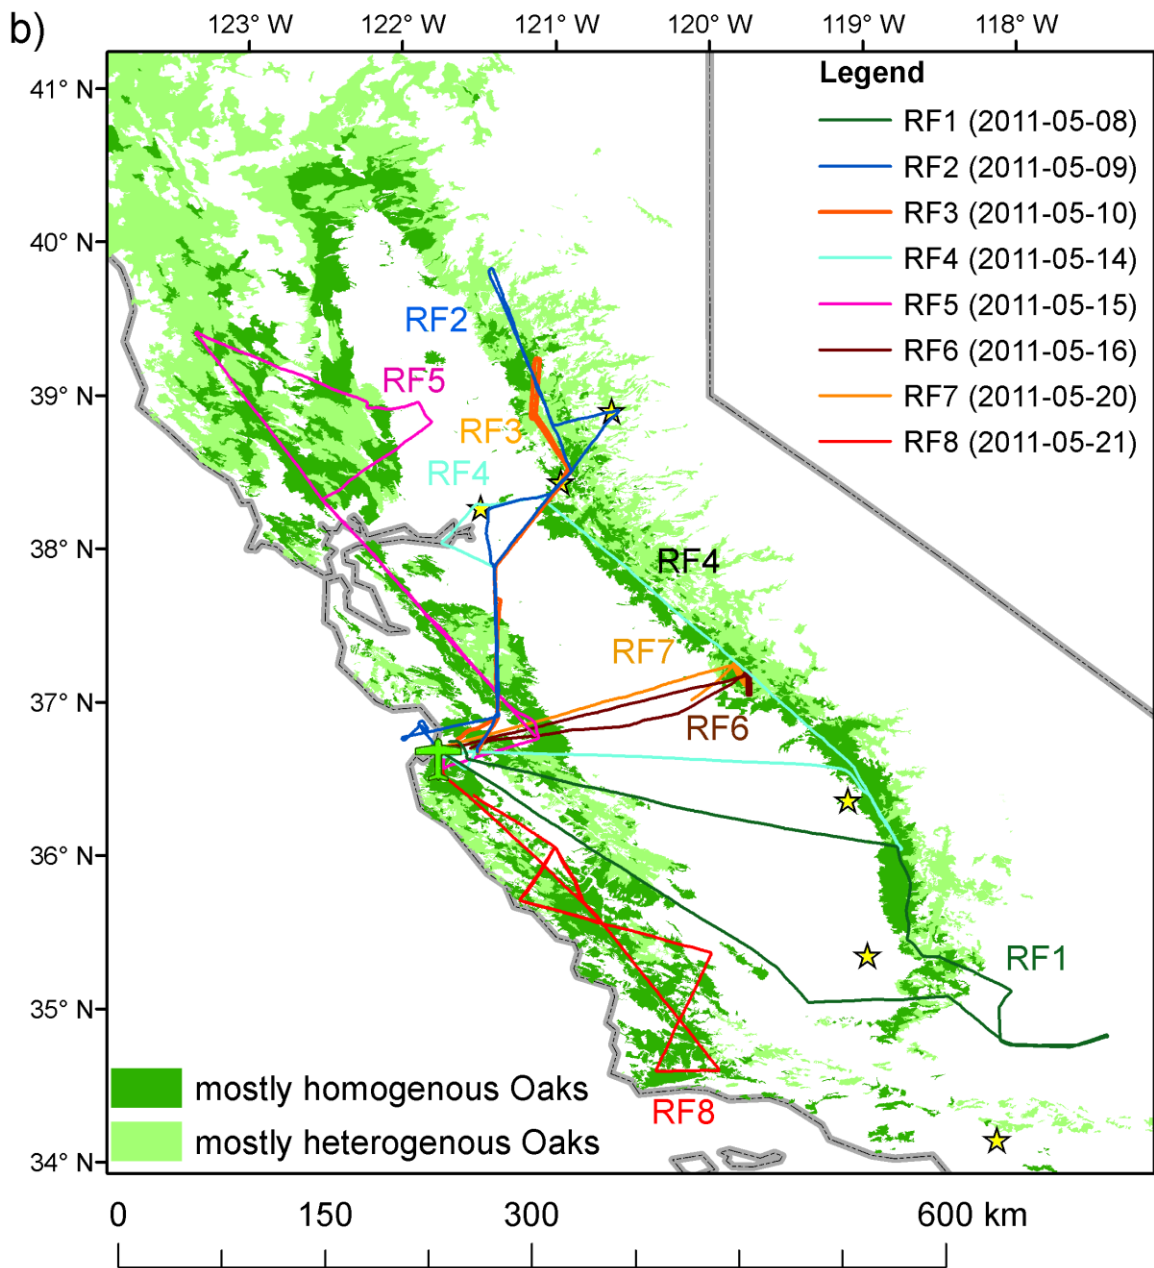 b)
123° W 122° W 121° W 120° W 119° W 118° W
41° N
40° N
39° N
38° N
37° N
36° N
35° N
34° N
Legend
RF1 (2011-05-08)
RF2 (2011-05-09)
RF3 (2011-05-10)
RF4 (2011-05-14)
RF5 (2011-05-15)
RF6 (2011-05-16)
RF7 (2011-05-20)
RF8 (2011-05-21)
RF2
RF5
RF3
RF4
RF4
RF7
RF6
RF1
RF8
mostly homogenous Oaks
mostly heterogenous Oaks
0 150 300 600 km